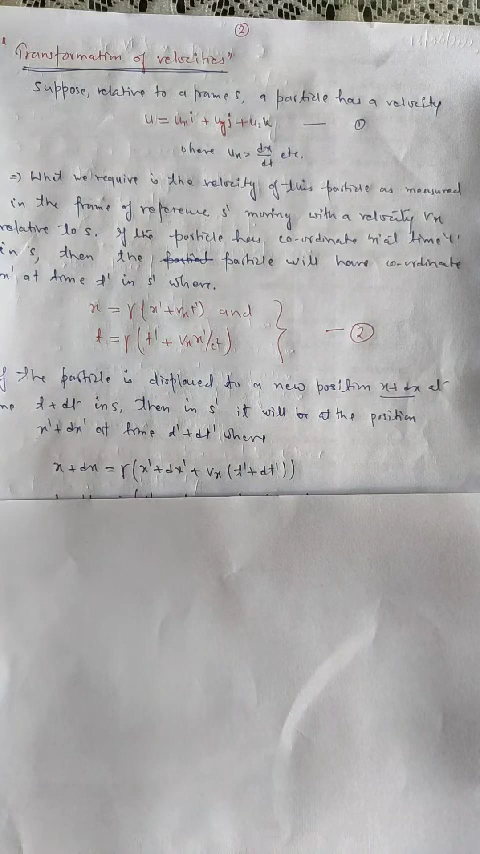 ②
"Transformation of velocities"
Suppose, relative to a frame s, a particle has a velocity
u = uxi + uyj + uzk — ①
where ux = dx/dt etc.
⇒ What we require is the velocity of this particle as measured
in the frame of reference s' moving with a velocity vx
relative to s. If the particle has co-ordinate 'x' at time 't'
in s, then the particle will have co-ordinate
x' at time t' in s' where.
x = γ(x' + vxt') and
t = γ(t' + vx x'/c²) } — ②
If the particle is displaced to a new position x+dx at
t+dt in s, then in s' it will be at the position
x'+dx' at time t'+dt' where
x+dx = γ(x'+dx' + vx (t'+dt'))